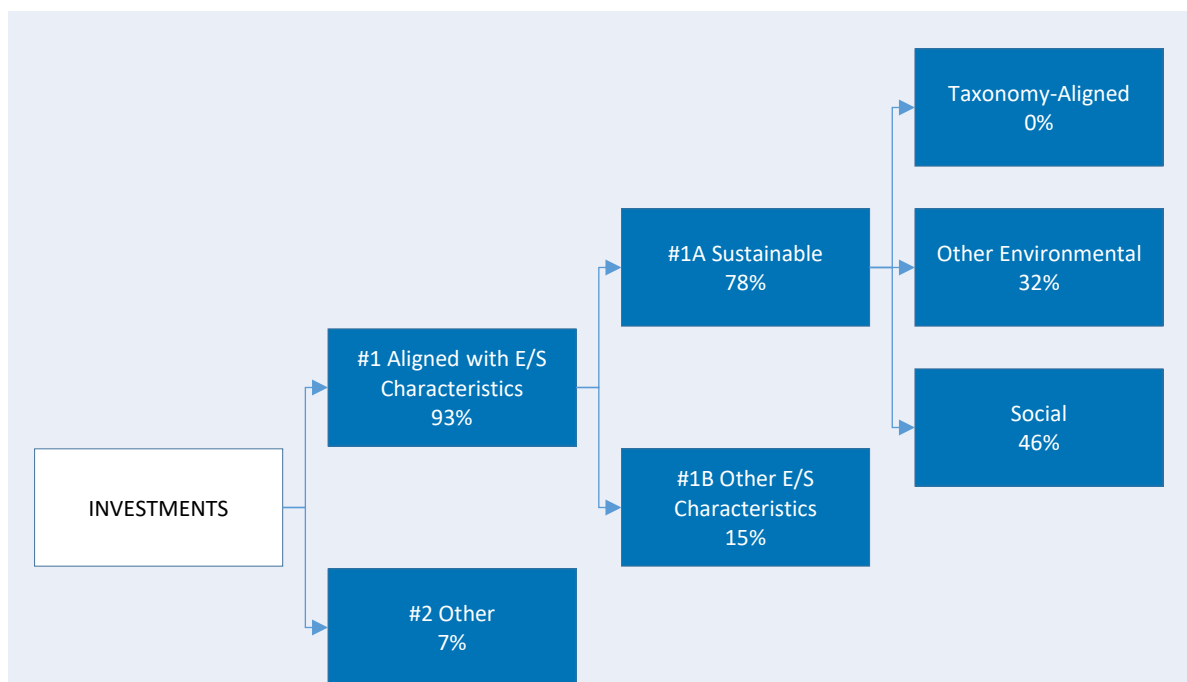 INVESTMENTS
#1 Aligned with E/S
Characteristics
93%
#2 Other
7%
#1A Sustainable
78%
#1B Other E/S
Characteristics
15%
Taxonomy-Aligned
0%
Other Environmental
32%
Social
46%